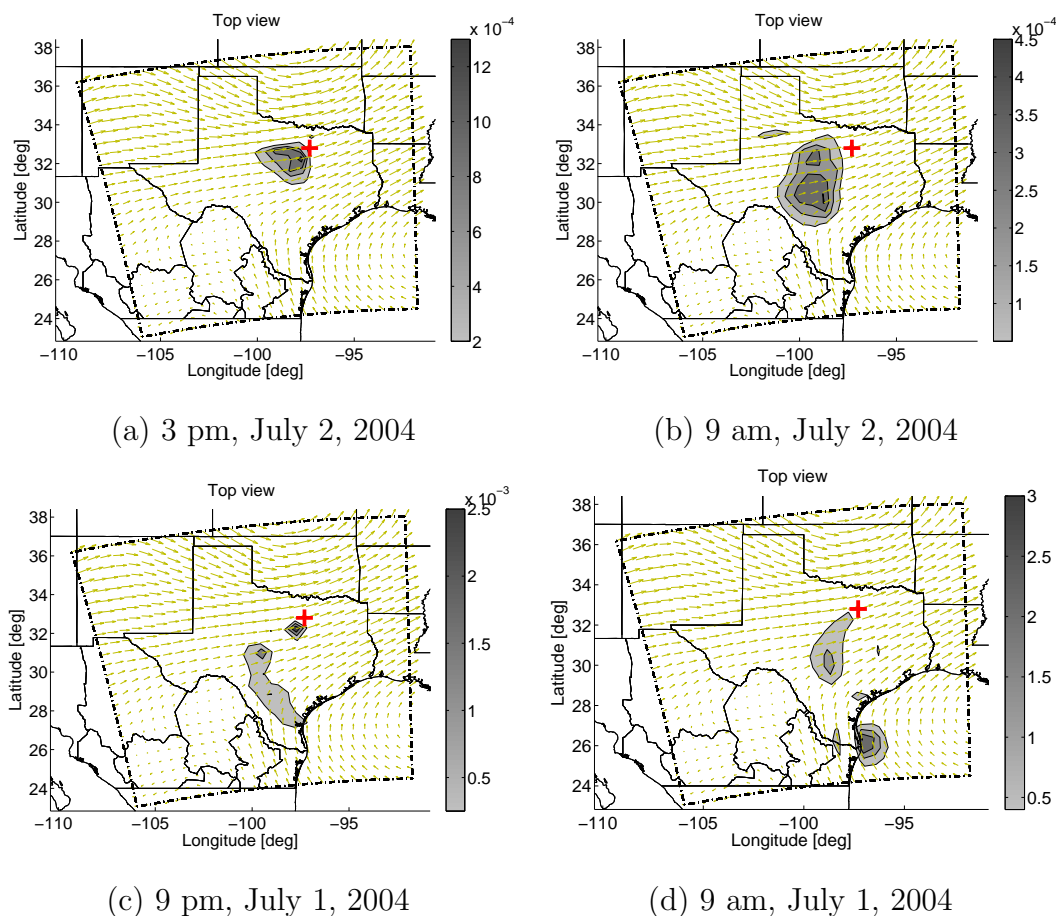 Top view
x 10⁻⁴
38
36
34
32
30
28
26
24
Latitude [deg]
−110 −105 −100 −95
Longitude [deg]
12
10
8
6
4
2
(a) 3 pm, July 2, 2004
Top view
x 10⁻⁴
38
36
34
32
30
28
26
24
Latitude [deg]
−110 −105 −100 −95
Longitude [deg]
4.5
4
3.5
3
2.5
2
1.5
1
(b) 9 am, July 2, 2004
Top view
x 10⁻³
38
36
34
32
30
28
26
24
Latitude [deg]
−110 −105 −100 −95
Longitude [deg]
2.5
2
1.5
1
0.5
(c) 9 pm, July 1, 2004
Top view
38
36
34
32
30
28
26
24
Latitude [deg]
−110 −105 −100 −95
Longitude [deg]
3
2.5
2
1.5
1
0.5
(d) 9 am, July 1, 2004